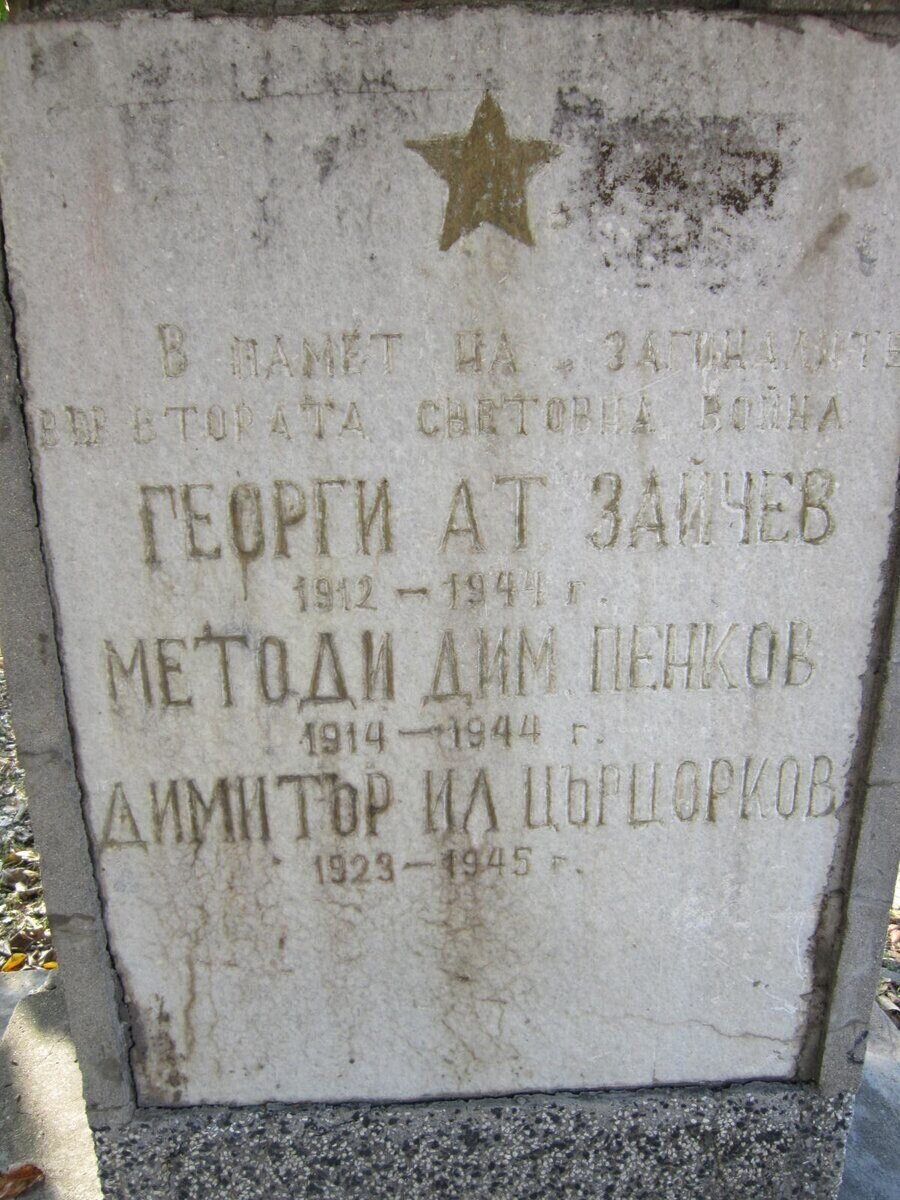 В ПАМЕТ НА ЗАГИНАЛИТЕ
ВЪВ ВТОРАТА СВЕТОВНА ВОЙНА
ГЕОРГИ АТ ЗАЙЧЕВ
1912 – 1944 г.
МЕТОДИ ДИМ. ПЕНКОВ
1914 – 1944 г.
ДИМИТЪР ИЛ ЦЪРЦОРКОВ
1923 – 1945 г.